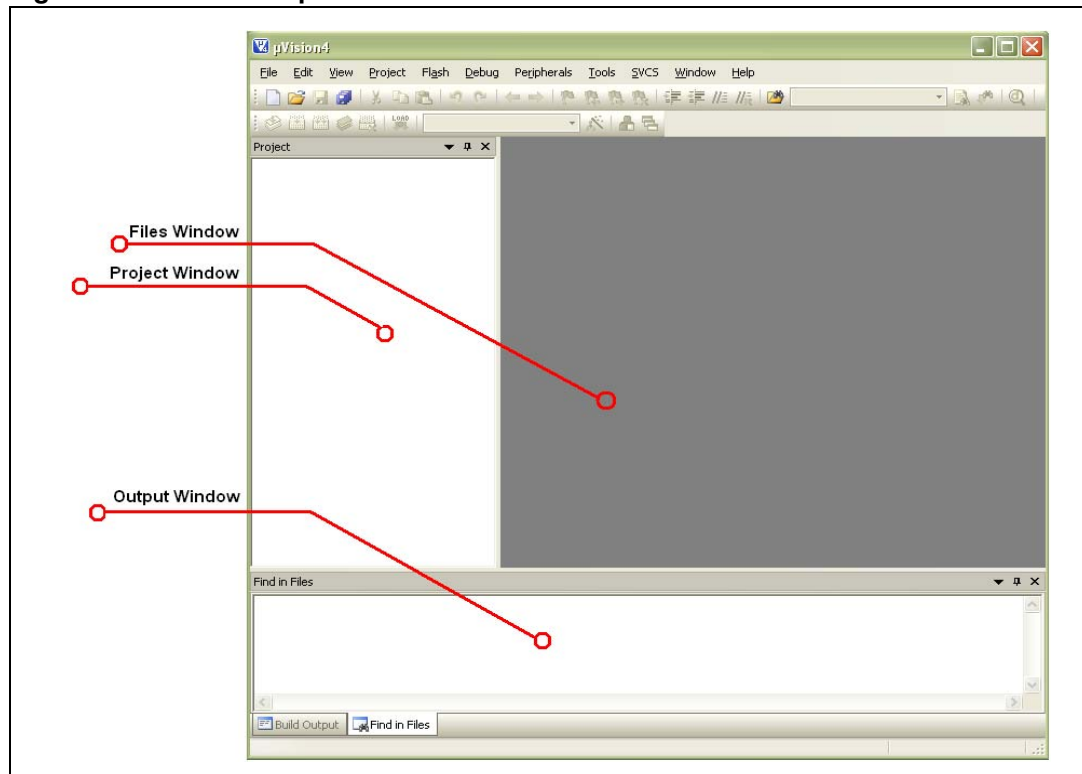 µVision4
File Edit View Project Flash Debug Peripherals Tools SVCS Window Help
LOAD
Project
Files Window
Project Window
Output Window
Find in Files
Build Output Find in Files